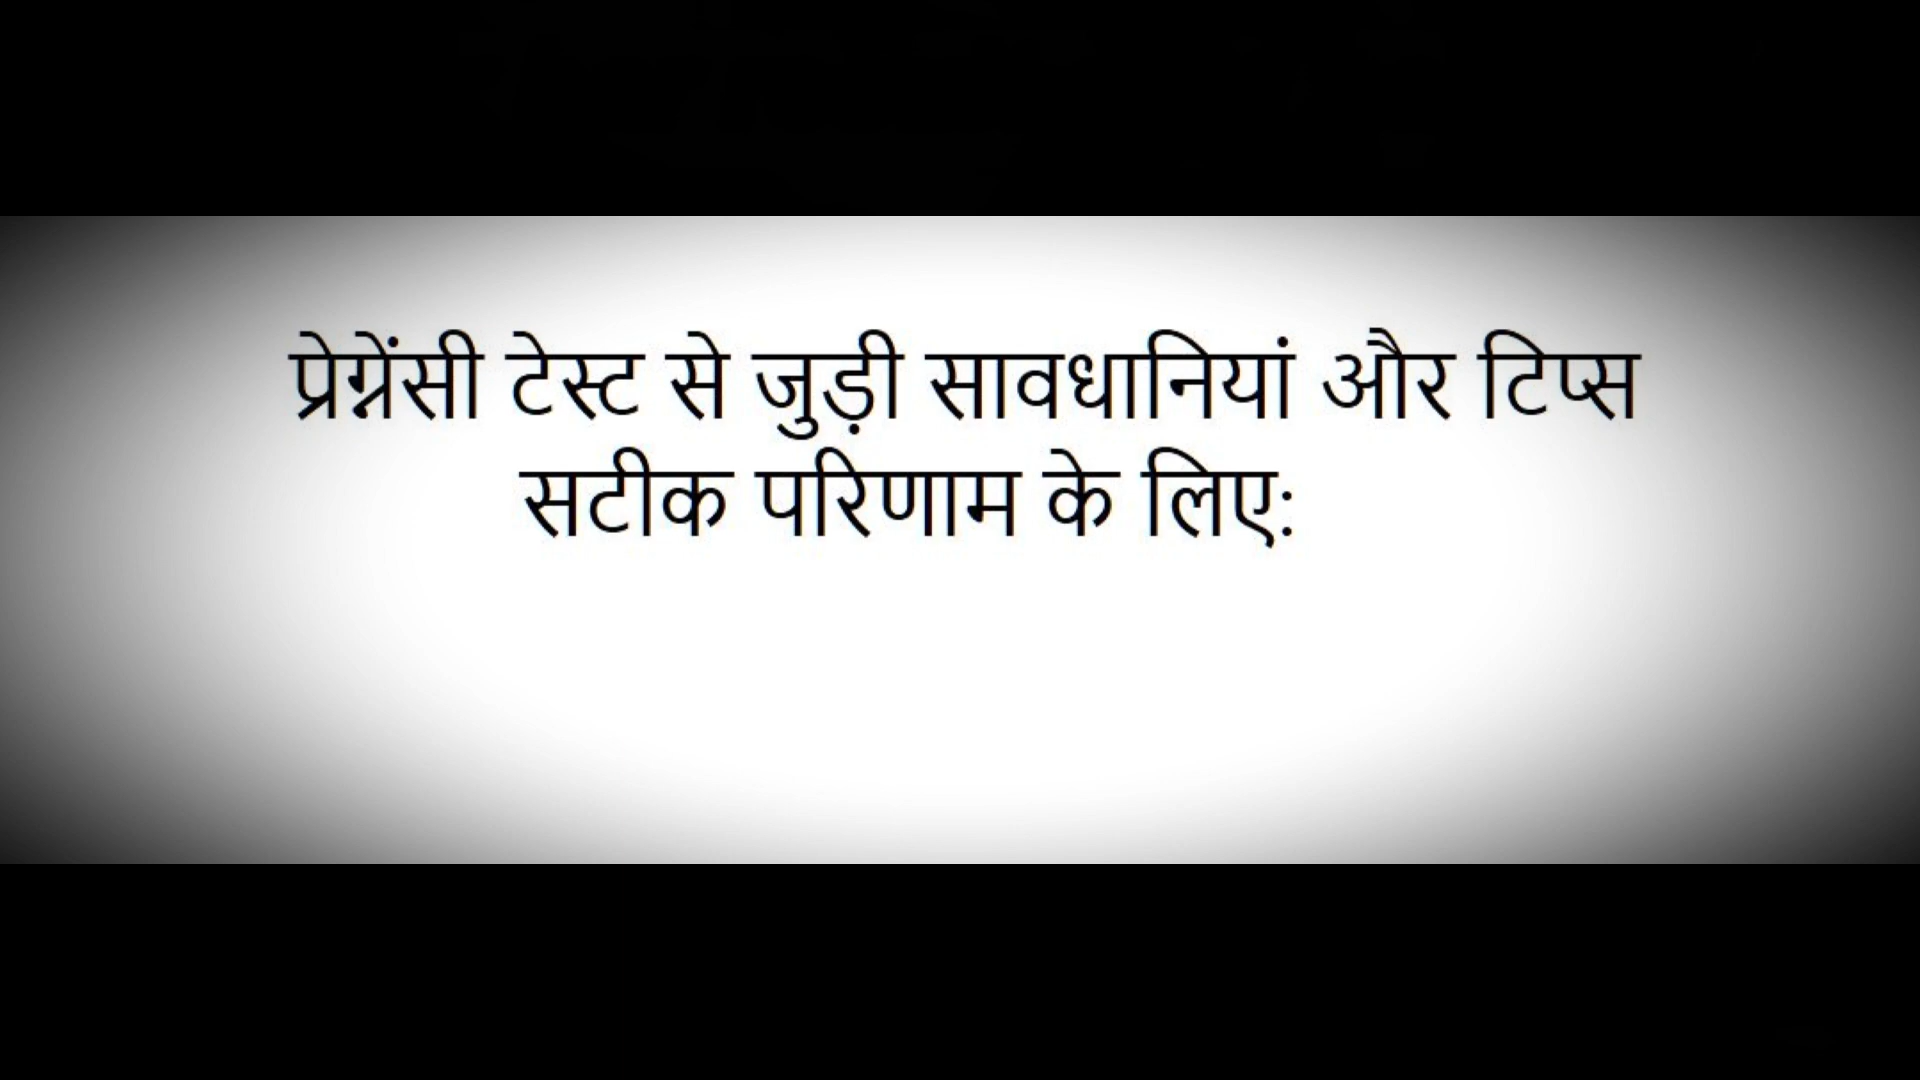 प्रेग्नेंसी टेस्ट से जुड़ी सावधानियां और टिप्स
सटीक परिणाम के लिए: